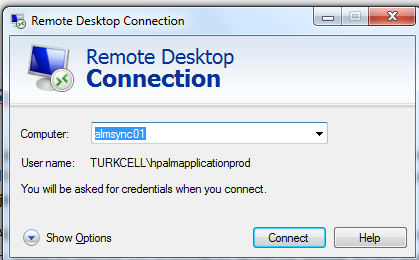 Remote Desktop Connection
Remote Desktop
Connection
Computer: almsync01
User name: TURKCELL\hpalmapplicationprod
You will be asked for credentials when you connect.
Show Options Connect Help